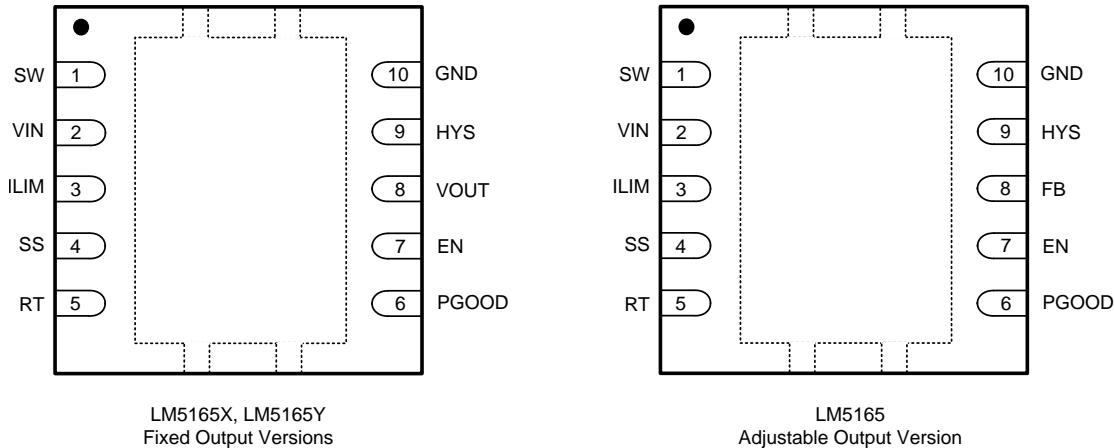 SW 1 10 GND
VIN 2 9 HYS
ILIM 3 8 VOUT
SS 4 7 EN
RT 5 6 PGOOD
LM5165X, LM5165Y
Fixed Output Versions
SW 1 10 GND
VIN 2 9 HYS
ILIM 3 8 FB
SS 4 7 EN
RT 5 6 PGOOD
LM5165
Adjustable Output Version